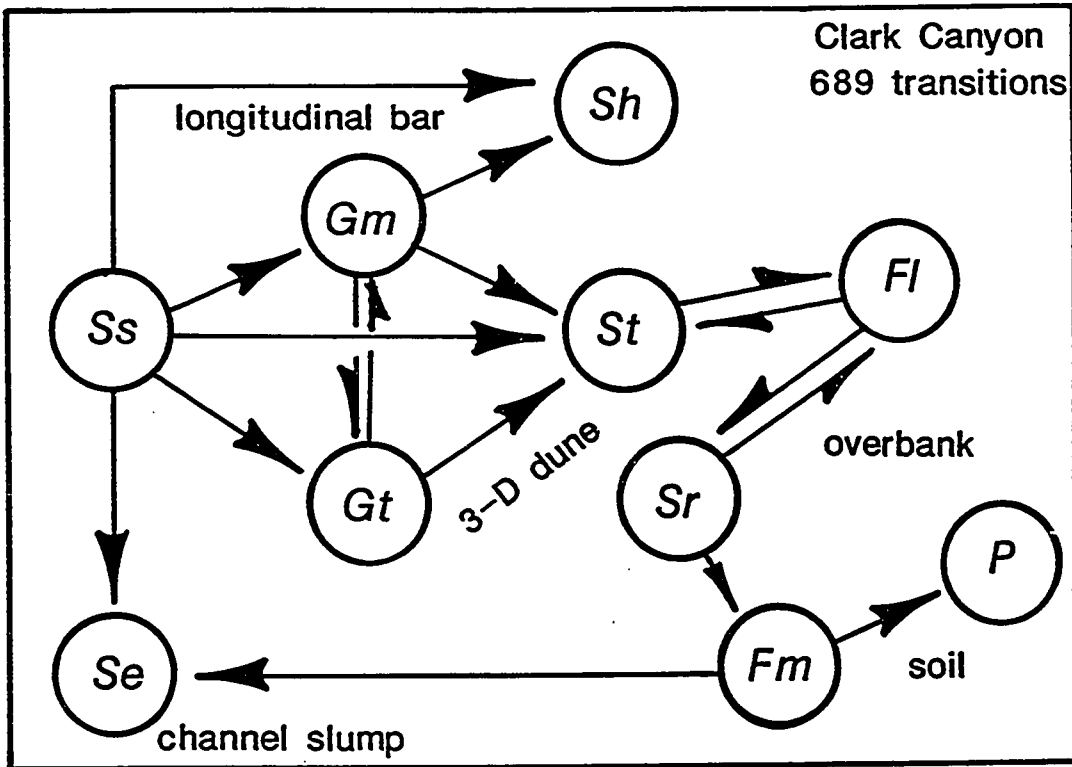 Clark Canyon
689 transitions
longitudinal bar
Sh
Gm
Fl
Ss
St
overbank
3-D dune
Gt
Sr
P
Se
Fm
soil
channel slump